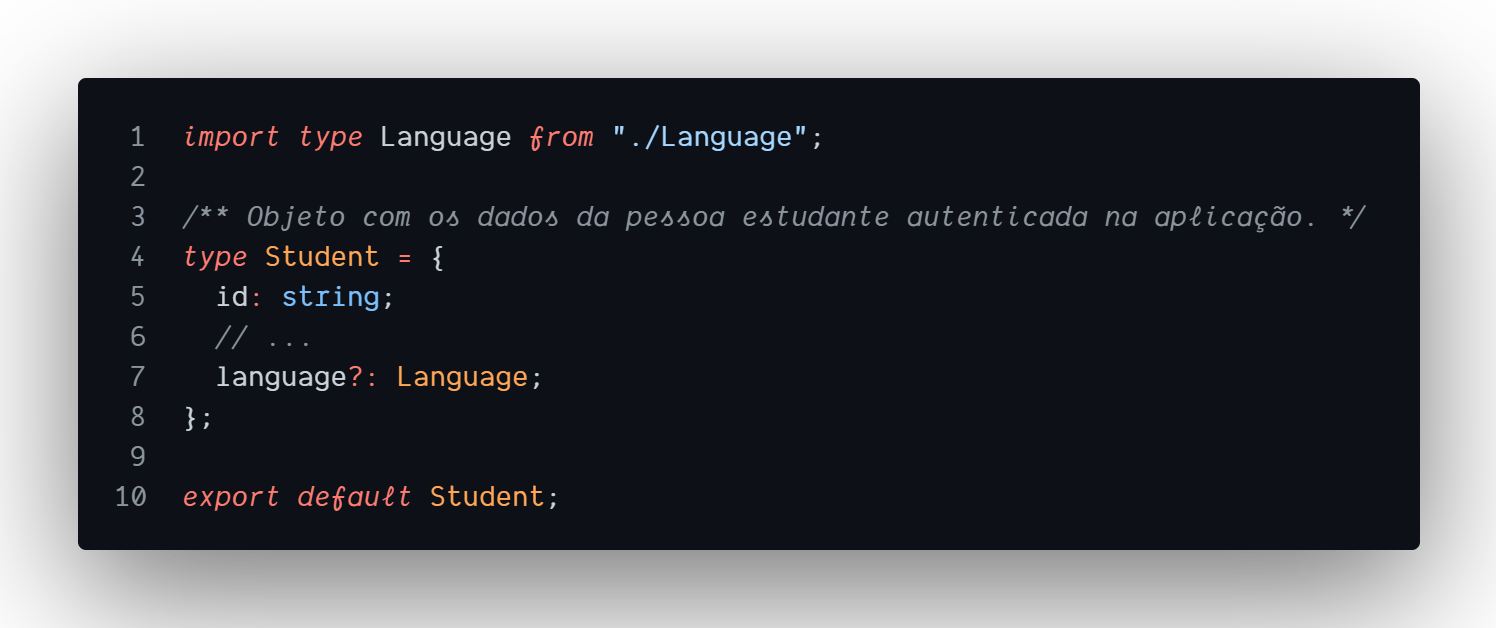 1 import type Language from "./Language";
2
3 /** Objeto com os dados da pessoa estudante autenticada na aplicação. */
4 type Student = {
5   id: string;
6   // ...
7   language?: Language;
8 };
9
10 export default Student;